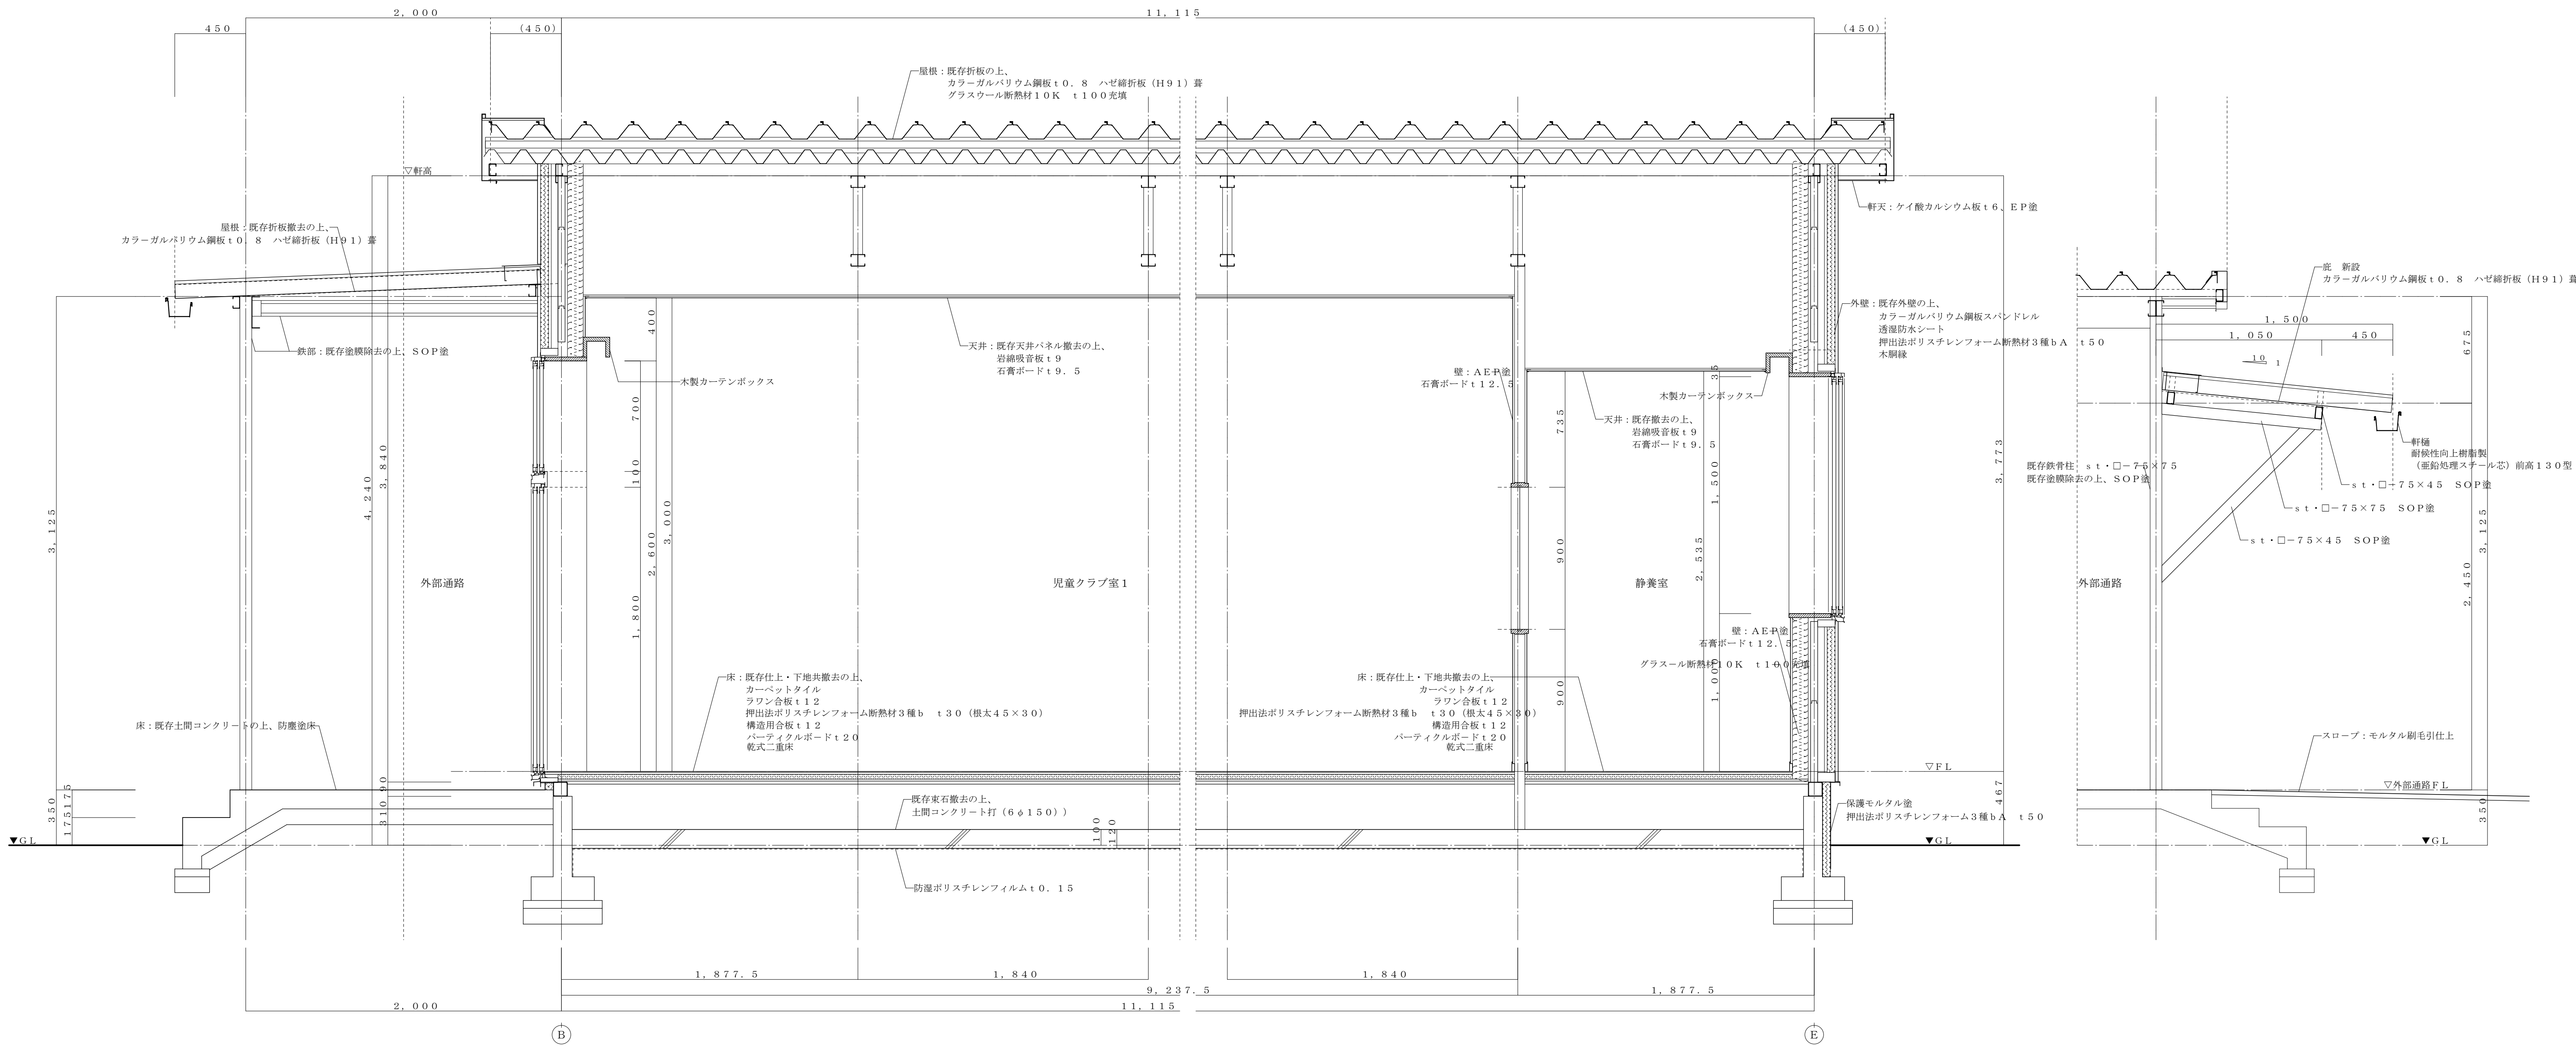 2，000
11，115
450
（450）
（450）
屋根：既存折板の上、
カラーガルバリウム鋼板ｔ0．8　ハゼ締折板（H91）葺
グラスウール断熱材10K　ｔ100充填
▽軒高
屋根：既存折板撤去の上、
カラーガルバリウム鋼板ｔ0．8　ハゼ締折板（H91）葺
軒天：ケイ酸カルシウム板ｔ6、EP塗
庇　新設
カラーガルバリウム鋼板ｔ0．8　ハゼ締折板（H91）葺
外壁：既存外壁の上、
カラーガルバリウム鋼板スパンドレル
透湿防水シート
押出法ポリスチレンフォーム断熱材3種bA　ｔ50
木胴縁
1，500
1，050
450
10
1
675
鉄部：既存塗膜除去の上、SOP塗
天井：既存天井パネル撤去の上、
岩綿吸音板ｔ9
石膏ボードｔ9．5
木製カーテンボックス
壁：AEP塗
石膏ボードｔ12．5
木製カーテンボックス
天井：既存撤去の上、
岩綿吸音板ｔ9
石膏ボードｔ9．5
400
700
100
1，800
2，600
3，000
4，240
3，840
3，125
735
900
900
35
1，500
2，535
1，000
3，773
軒樋
耐候性向上樹脂製
（亜鉛処理スチール芯）前高130型
既存鉄骨柱　ｓｔ・□－75×75
既存塗膜除去の上、SOP塗
ｓｔ・□－75×45　SOP塗
ｓｔ・□－75×75　SOP塗
ｓｔ・□－75×45　SOP塗
3，125
2，450
外部通路
児童クラブ室1
静養室
外部通路
壁：AEP塗
石膏ボードｔ12．5
グラスール断熱材10K　ｔ100充填
床：既存仕上・下地共撤去の上、
カーペットタイル
ラワン合板ｔ12
押出法ポリスチレンフォーム断熱材3種b　ｔ30（根太45×30）
構造用合板ｔ12
パーティクルボードｔ20
乾式二重床
床：既存仕上・下地共撤去の上、
カーペットタイル
ラワン合板ｔ12
押出法ポリスチレンフォーム断熱材3種b　ｔ30（根太45×30）
構造用合板ｔ12
パーティクルボードｔ20
乾式二重床
床：既存土間コンクリートの上、防塵塗床
スロープ：モルタル刷毛引仕上
▽FL
▽外部通路FL
350
175
175
310
90
467
350
既存束石撤去の上、
土間コンクリート打（6φ150））
100
120
保護モルタル塗
押出法ポリスチレンフォーム3種bA　ｔ50
▼GL
▼GL
▼GL
防湿ポリスチレンフィルムｔ0．15
1，877．5
1，840
1，840
9，237．5
1，877．5
2，000
11，115
B
E